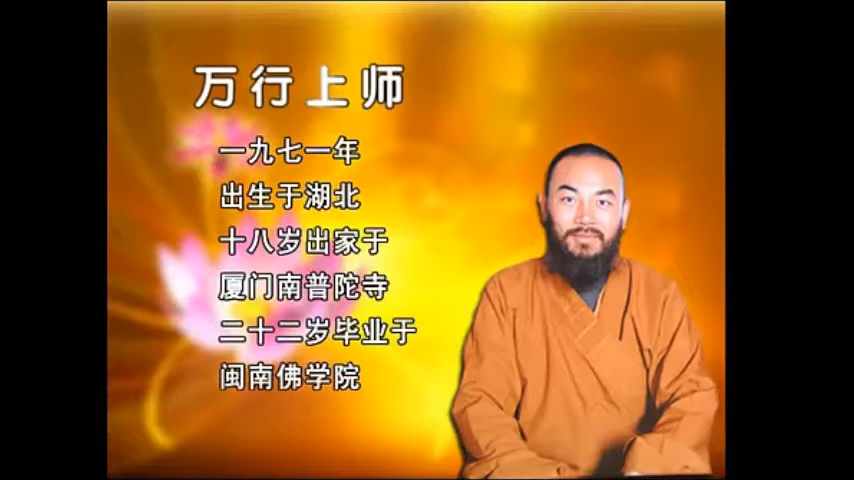 万行上师
一九七一年
出生于湖北
十八岁出家于
厦门南普陀寺
二十二岁毕业于
闽南佛学院